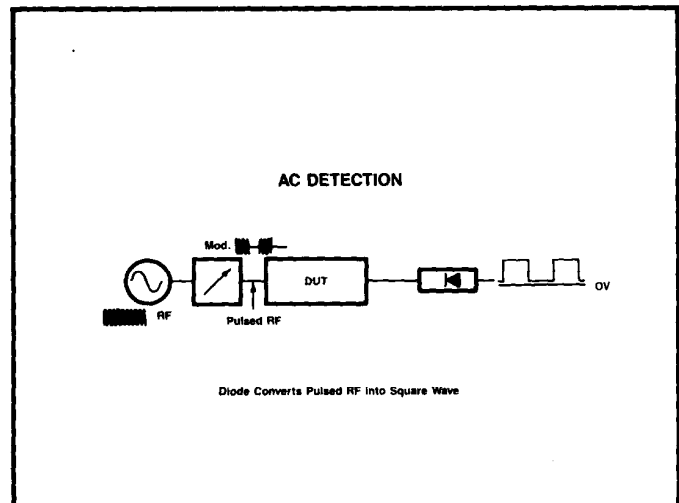 AC DETECTION
Mod.
DUT
RF
Pulsed RF
OV
Diode Converts Pulsed RF into Square Wave